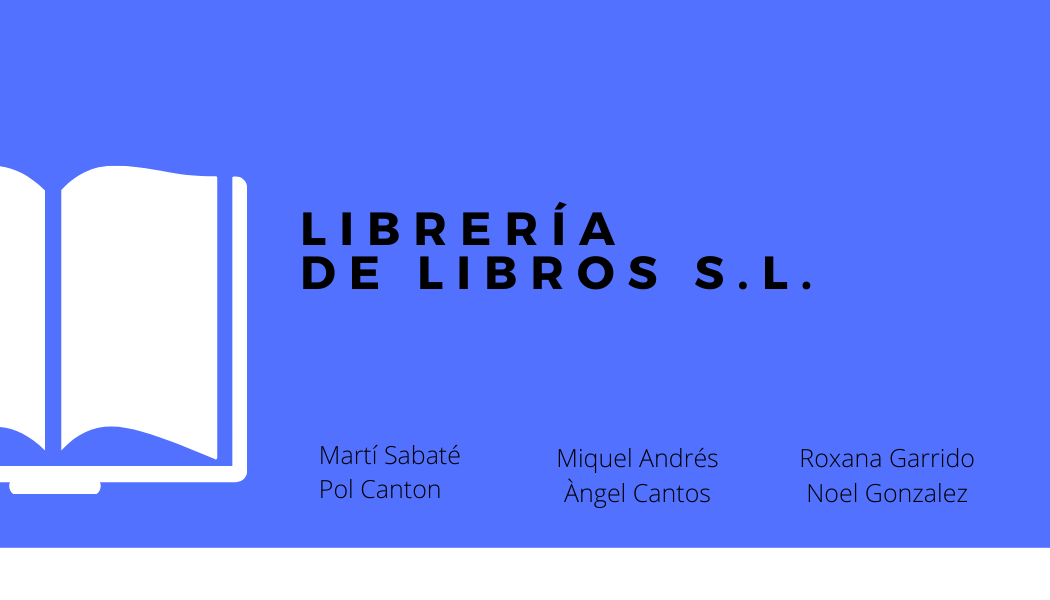 LIBRERÍA
DE LIBROS S.L.
Martí Sabaté
Pol Canton
Miquel Andrés
Àngel Cantos
Roxana Garrido
Noel Gonzalez